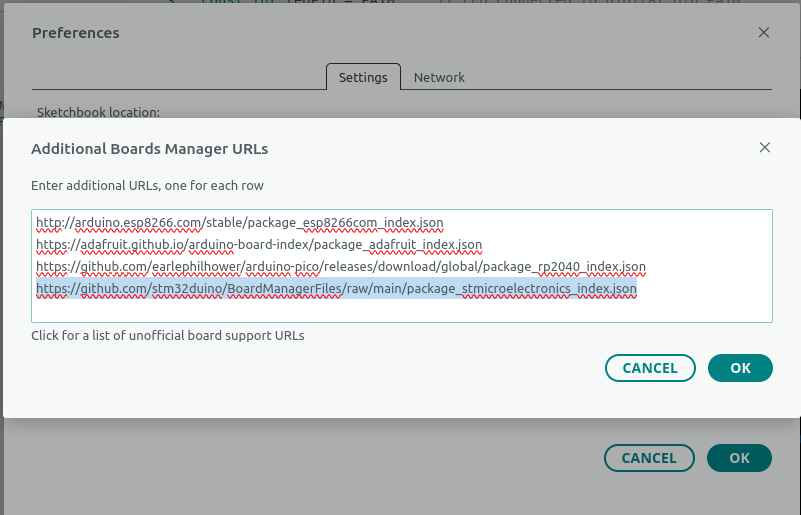 Preferences
Settings
Network
Sketchbook location:
Additional Boards Manager URLs
Enter additional URLs, one for each row
http://arduino.esp8266.com/stable/package_esp8266com_index.json
https://adafruit.github.io/arduino-board-index/package_adafruit_index.json
https://github.com/earlephilhower/arduino-pico/releases/download/global/package_rp2040_index.json
https://github.com/stm32duino/BoardManagerFiles/raw/main/package_stmicroelectronics_index.json
Click for a list of unofficial board support URLs
CANCEL
OK
CANCEL
OK